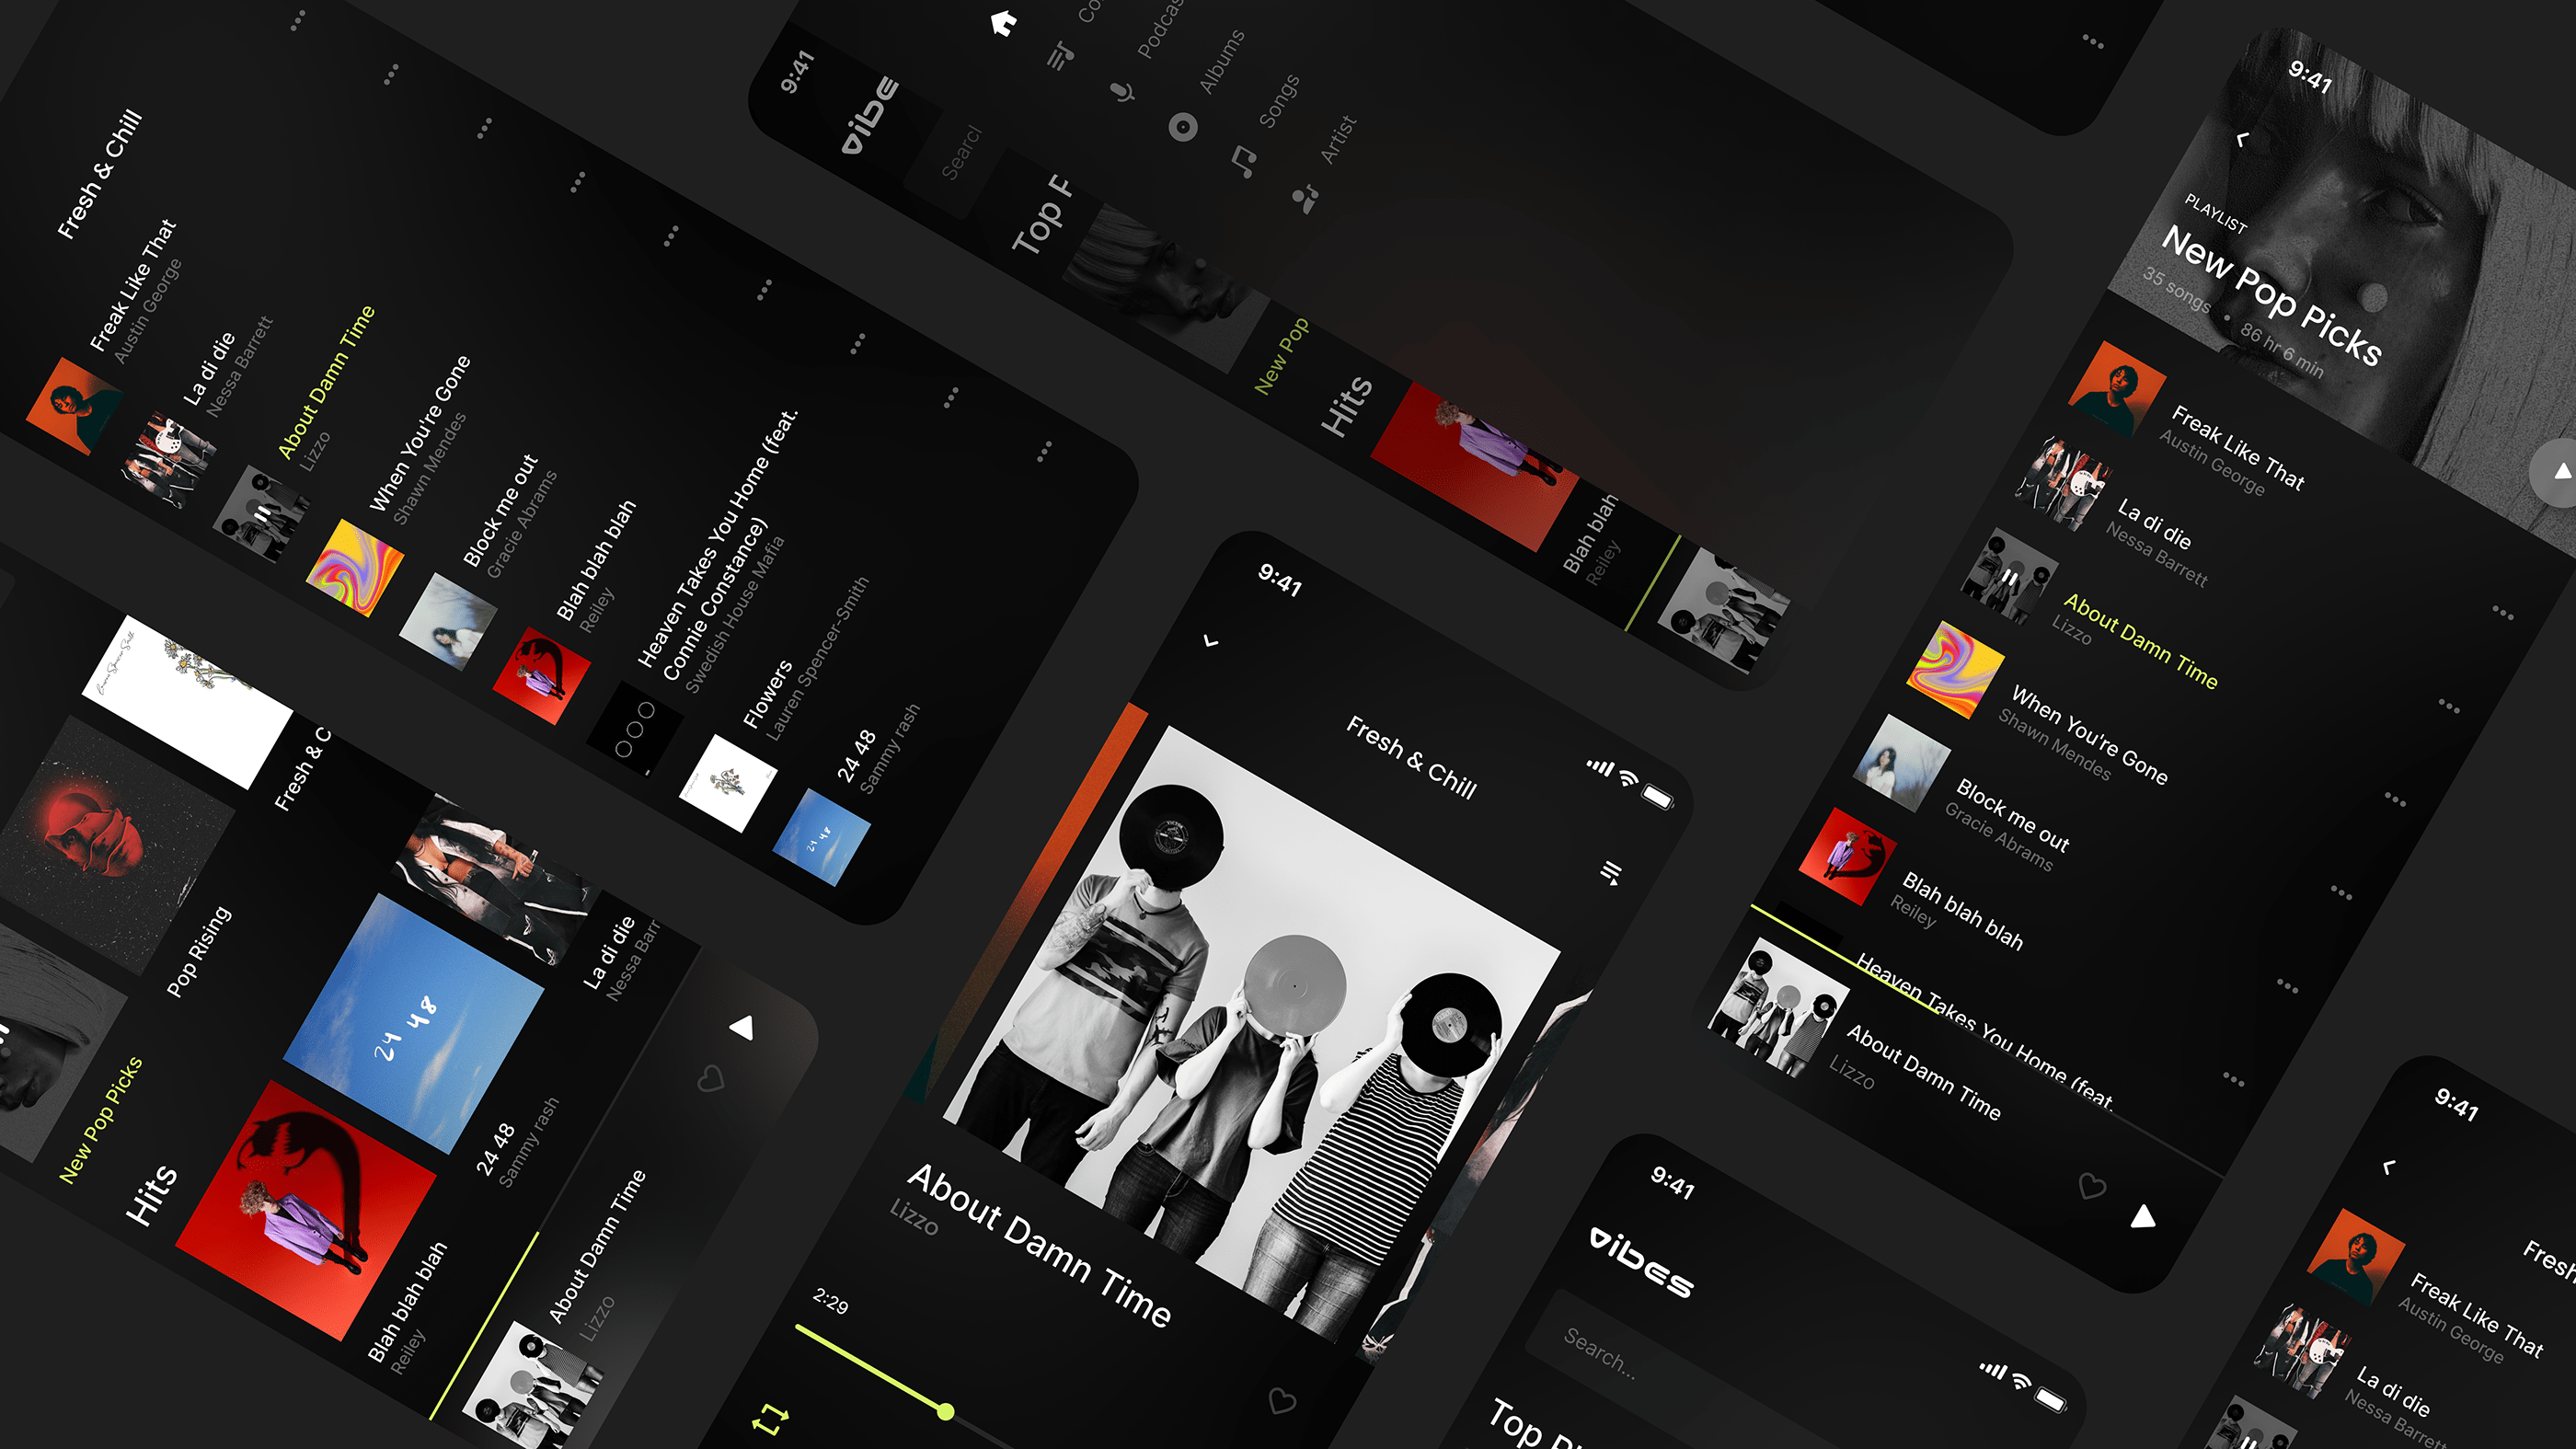 Fresh & Chill
Freak Like That
Austin George
La di die
Nessa Barrett
About Damn Time
Lizzo
When You're Gone
Shawn Mendes
Block me out
Gracie Abrams
Blah blah blah
Reiley
Heaven Takes You Home (feat.
Connie Constance)
Swedish House Mafia
Flowers
Lauren Spencer-Smith
24 48
Sammy rash
24 48
Fresh & C
Pop Rising
New Pop Picks
Hits
La di die
Nessa Barr
24 48
24 48
Sammy rash
Blah blah blah
Reiley
About Damn Time
Lizzo
9:41
vibe
Searcl
Top F
New Pop
Hits
Blah blah
Reiley
Co
Podcas
Albums
Songs
Artist
9:41
Fresh & Chill
About Damn Time
Lizzo
2:29
9:41
PLAYLIST
New Pop Picks
35 songs • 86 hr 6 min
Freak Like That
Austin George
La di die
Nessa Barrett
About Damn Time
Lizzo
When You're Gone
Shawn Mendes
Block me out
Gracie Abrams
Blah blah blah
Reiley
Heaven Takes You Home (feat.
About Damn Time
Lizzo
9:41
vibes
Search...
Top Pi
9:41
Fresh
Freak Like That
Austin George
La di die
Nessa Barrett